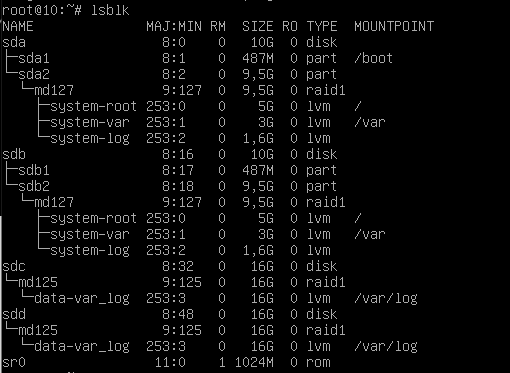 root@10:~# lsblk
NAME                MAJ:MIN RM  SIZE RO TYPE  MOUNTPOINT
sda                   8:0    0   10G  0 disk
├─sda1                8:1    0  487M  0 part  /boot
└─sda2                8:2    0  9,5G  0 part
  └─md127             9:127  0  9,5G  0 raid1
    ├─system-root 253:0    0    5G  0 lvm   /
    ├─system-var  253:1    0    3G  0 lvm   /var
    └─system-log  253:2    0  1,6G  0 lvm
sdb                   8:16   0   10G  0 disk
├─sdb1                8:17   0  487M  0 part
└─sdb2                8:18   0  9,5G  0 part
  └─md127             9:127  0  9,5G  0 raid1
    ├─system-root 253:0    0    5G  0 lvm   /
    ├─system-var  253:1    0    3G  0 lvm   /var
    └─system-log  253:2    0  1,6G  0 lvm
sdc                   8:32   0   16G  0 disk
└─md125               9:125  0   16G  0 raid1
  └─data-var_log  253:3    0   16G  0 lvm   /var/log
sdd                   8:48   0   16G  0 disk
└─md125               9:125  0   16G  0 raid1
  └─data-var_log  253:3    0   16G  0 lvm   /var/log
sr0                  11:0    1 1024M  0 rom